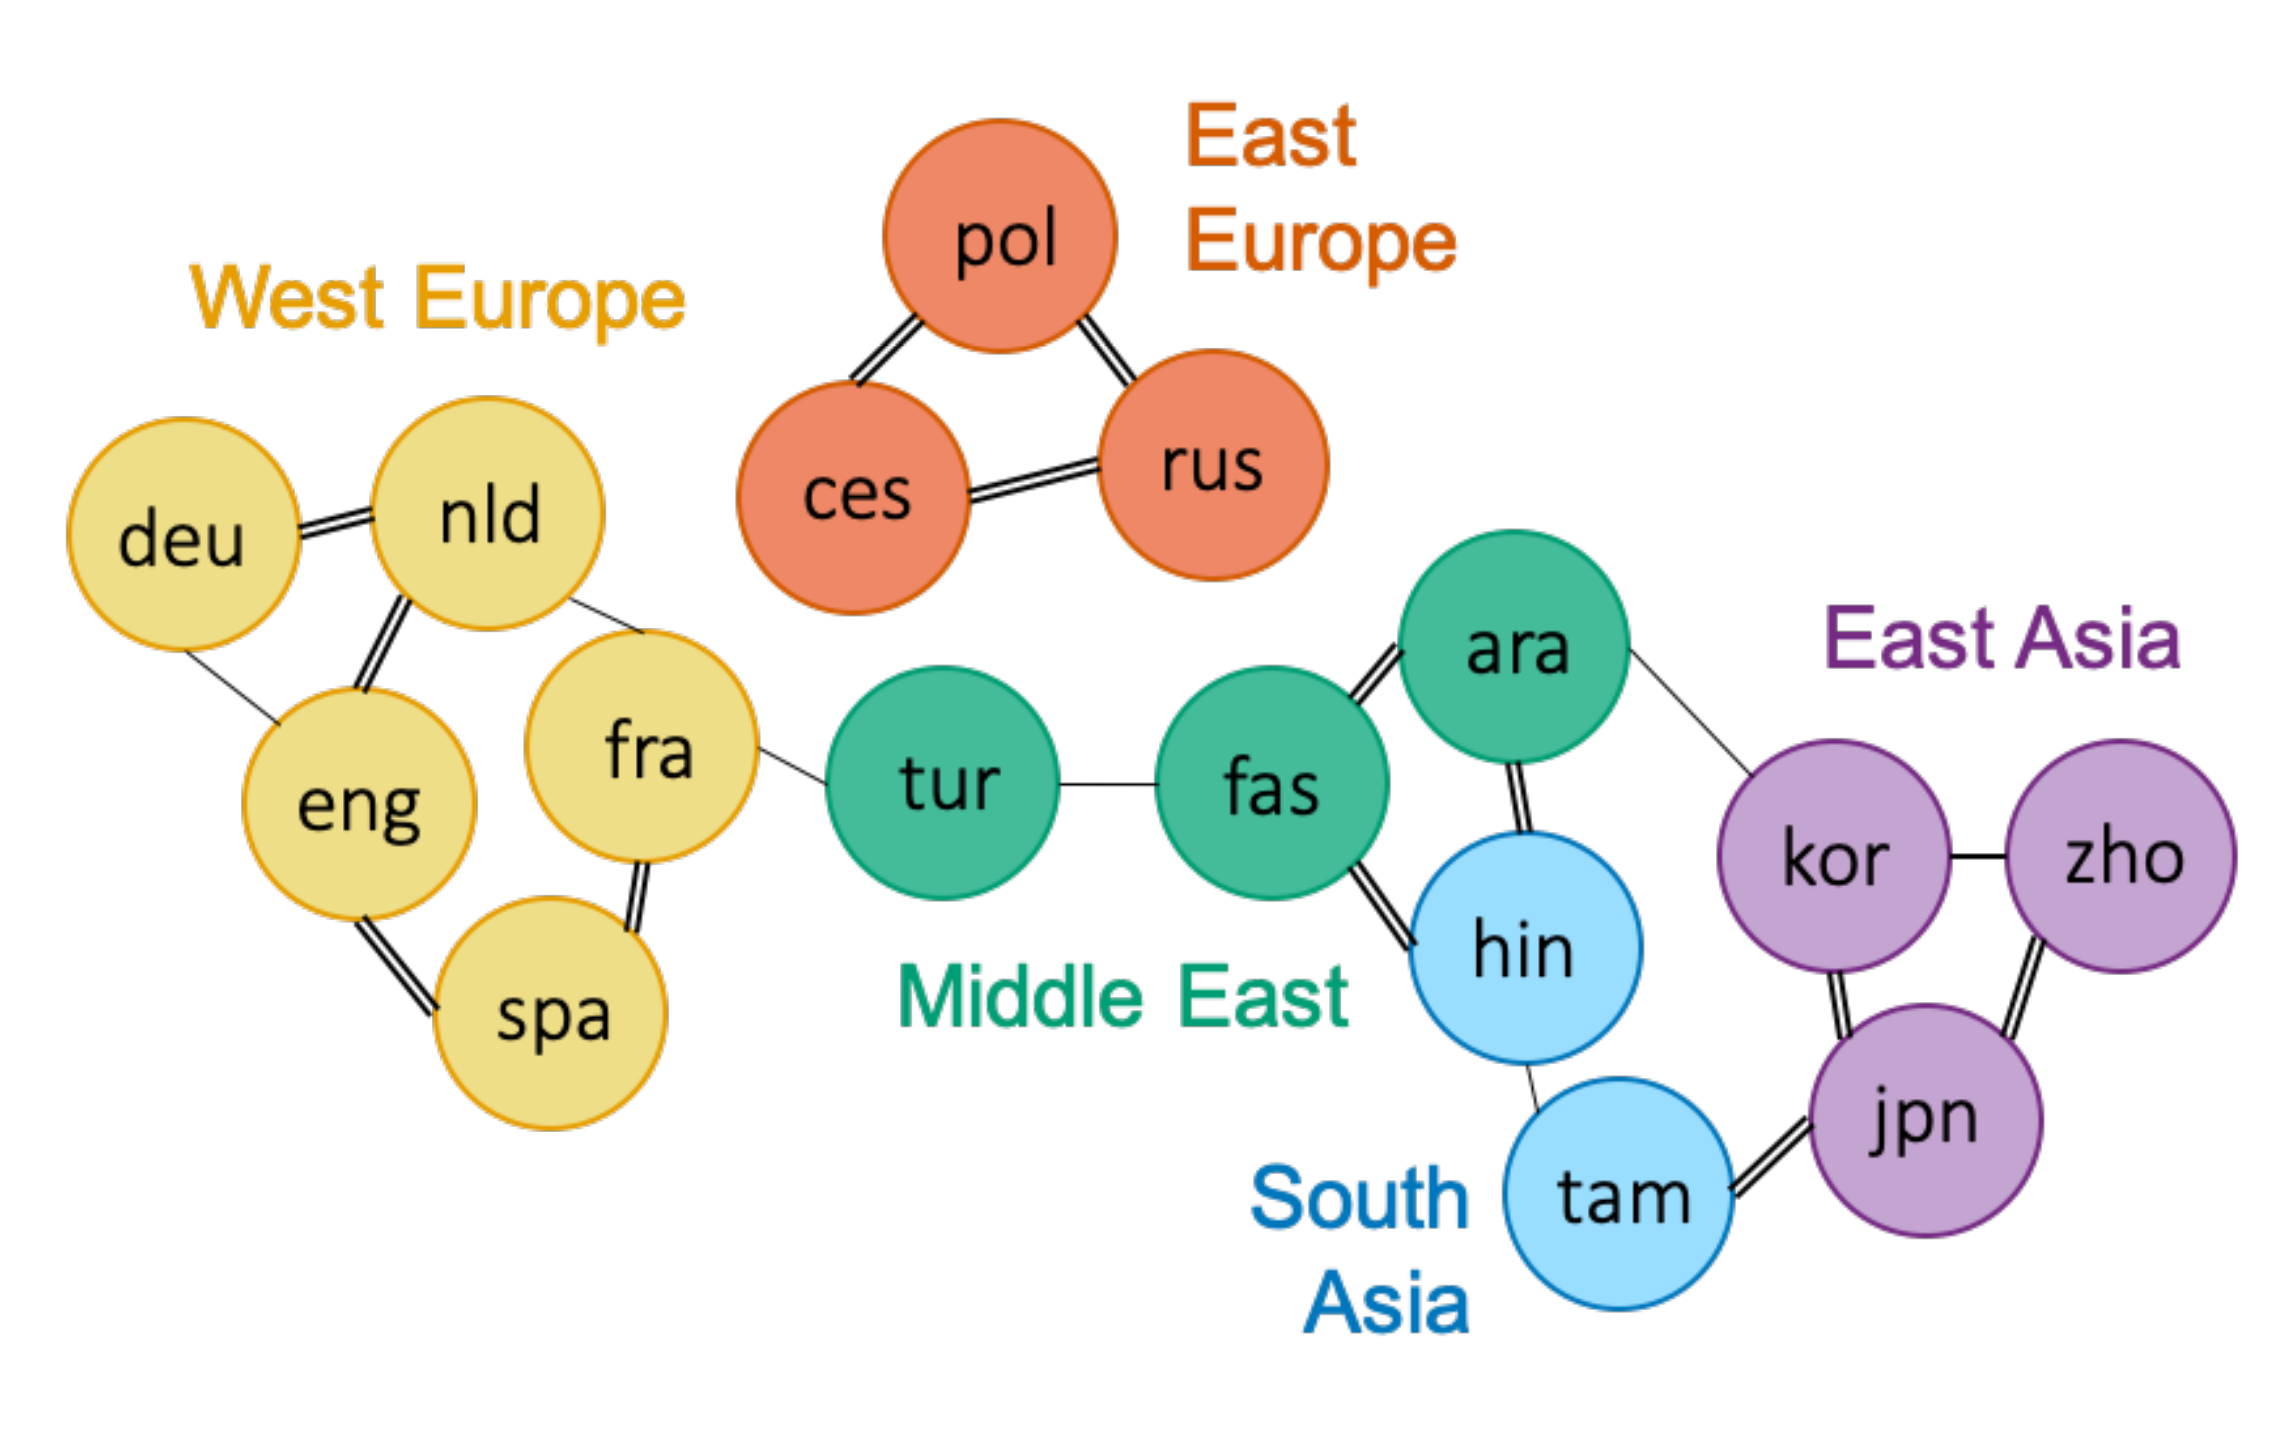 East
Europe
pol
West Europe
ces
rus
deu
nld
eng
fra
spa
tur
fas
ara
Middle East
hin
South
Asia
tam
East Asia
kor
zho
jpn